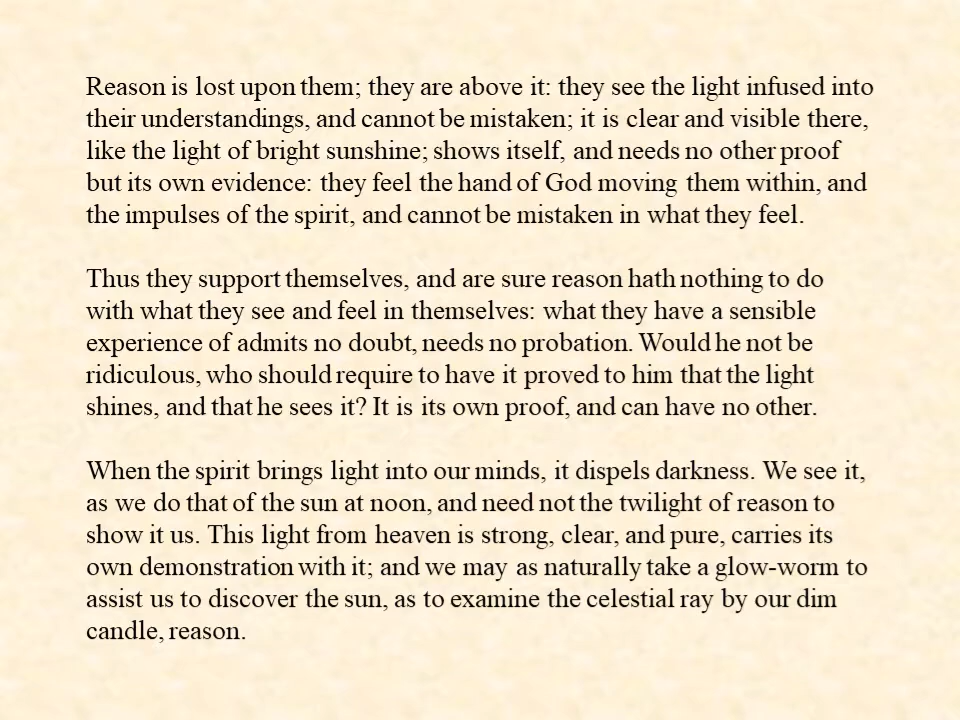 Reason is lost upon them; they are above it: they see the light infused into
their understandings, and cannot be mistaken; it is clear and visible there,
like the light of bright sunshine; shows itself, and needs no other proof
but its own evidence: they feel the hand of God moving them within, and
the impulses of the spirit, and cannot be mistaken in what they feel.
Thus they support themselves, and are sure reason hath nothing to do
with what they see and feel in themselves: what they have a sensible
experience of admits no doubt, needs no probation. Would he not be
ridiculous, who should require to have it proved to him that the light
shines, and that he sees it? It is its own proof, and can have no other.
When the spirit brings light into our minds, it dispels darkness. We see it,
as we do that of the sun at noon, and need not the twilight of reason to
show it us. This light from heaven is strong, clear, and pure, carries its
own demonstration with it; and we may as naturally take a glow-worm to
assist us to discover the sun, as to examine the celestial ray by our dim
candle, reason.